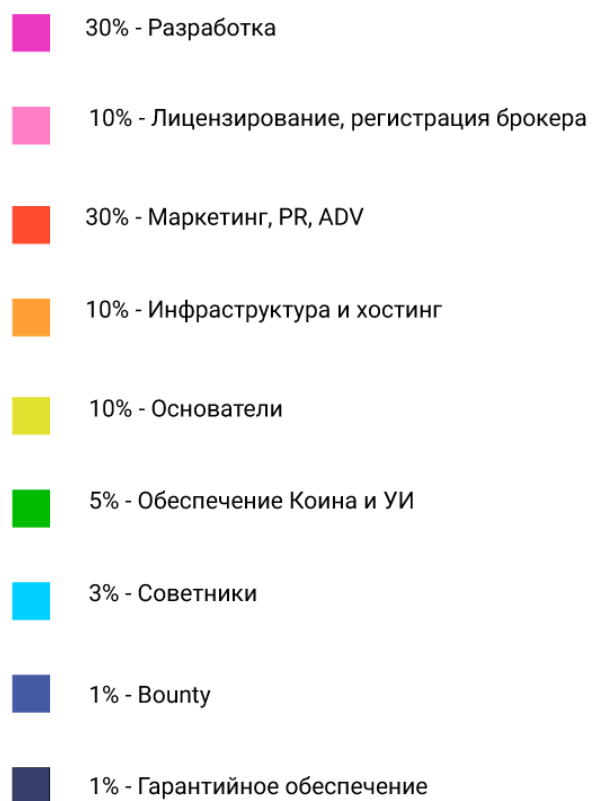 30% - Разработка
10% - Лицензирование, регистрация брокера
30% - Маркетинг, PR, ADV
10% - Инфраструктура и хостинг
10% - Основатели
5% - Обеспечение Коина и УИ
3% - Советники
1% - Bounty
1% - Гарантийное обеспечение